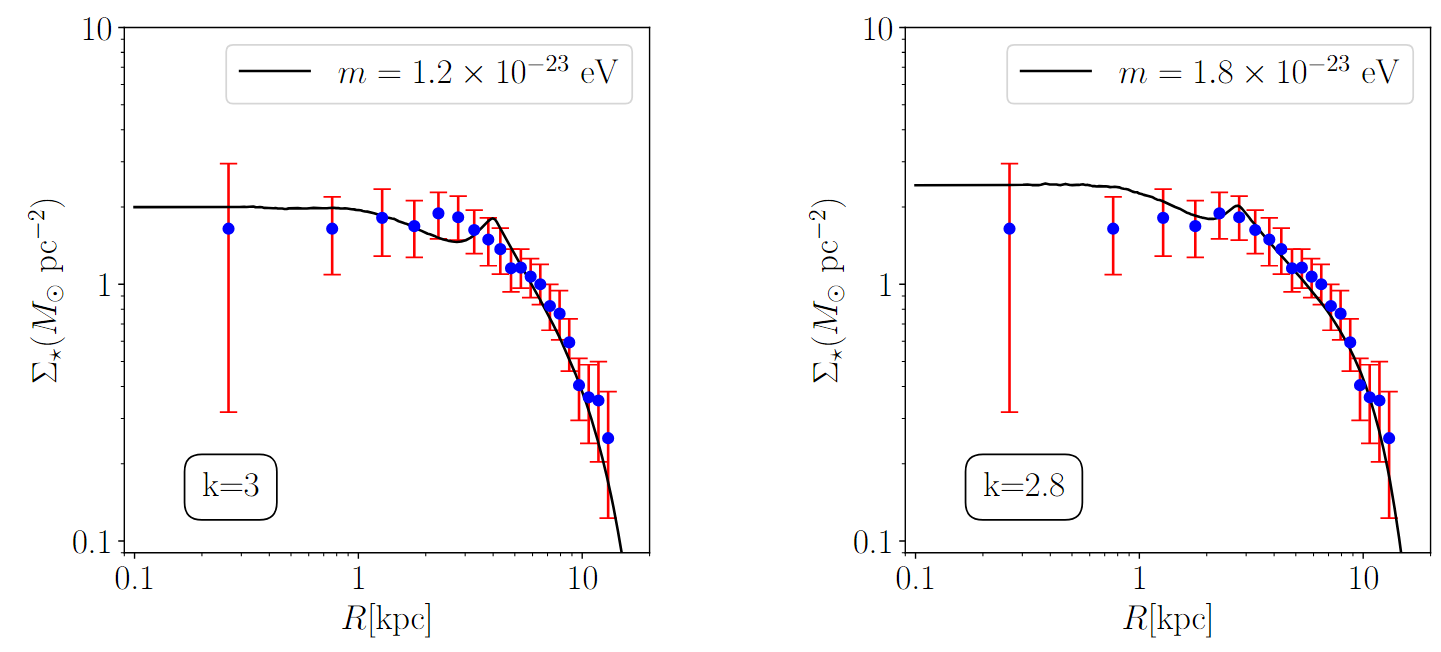 10
1
0.1
Σ⋆(M⊙ pc⁻²)
m = 1.2 × 10⁻²³ eV
k=3
0.1 1 10
R[kpc]
10
1
0.1
Σ⋆(M⊙ pc⁻²)
m = 1.8 × 10⁻²³ eV
k=2.8
0.1 1 10
R[kpc]